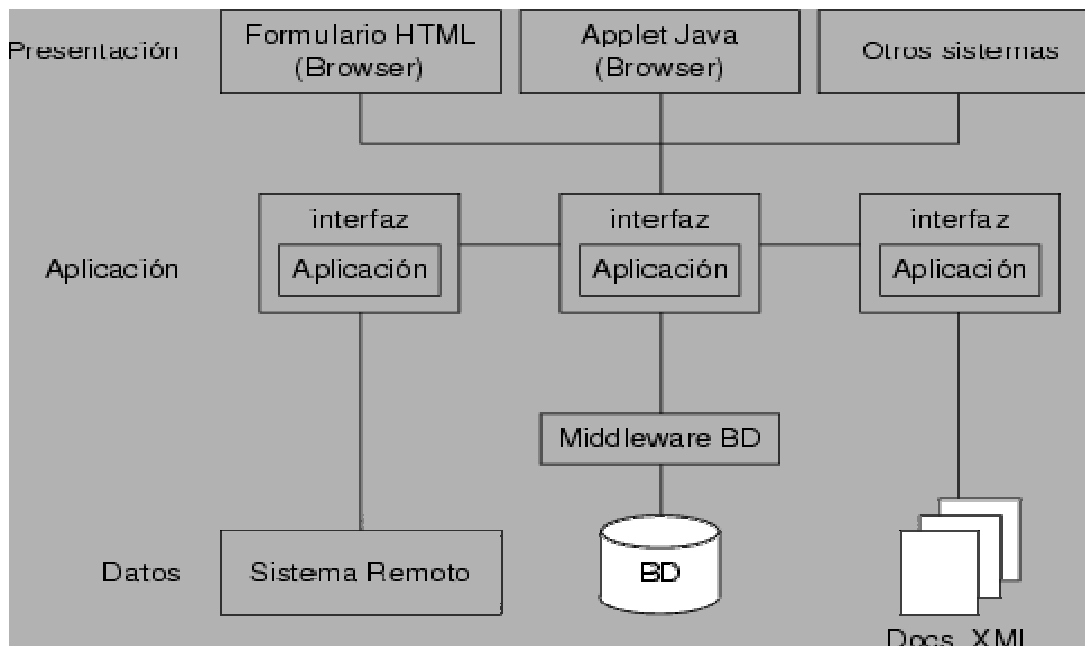 Presentación
Formulario HTML
(Browser)
Applet Java
(Browser)
Otros sistemas
Aplicación
interfaz
Aplicación
interfaz
Aplicación
interfaz
Aplicación
Middleware BD
Datos
Sistema Remoto
BD
Docs. XML